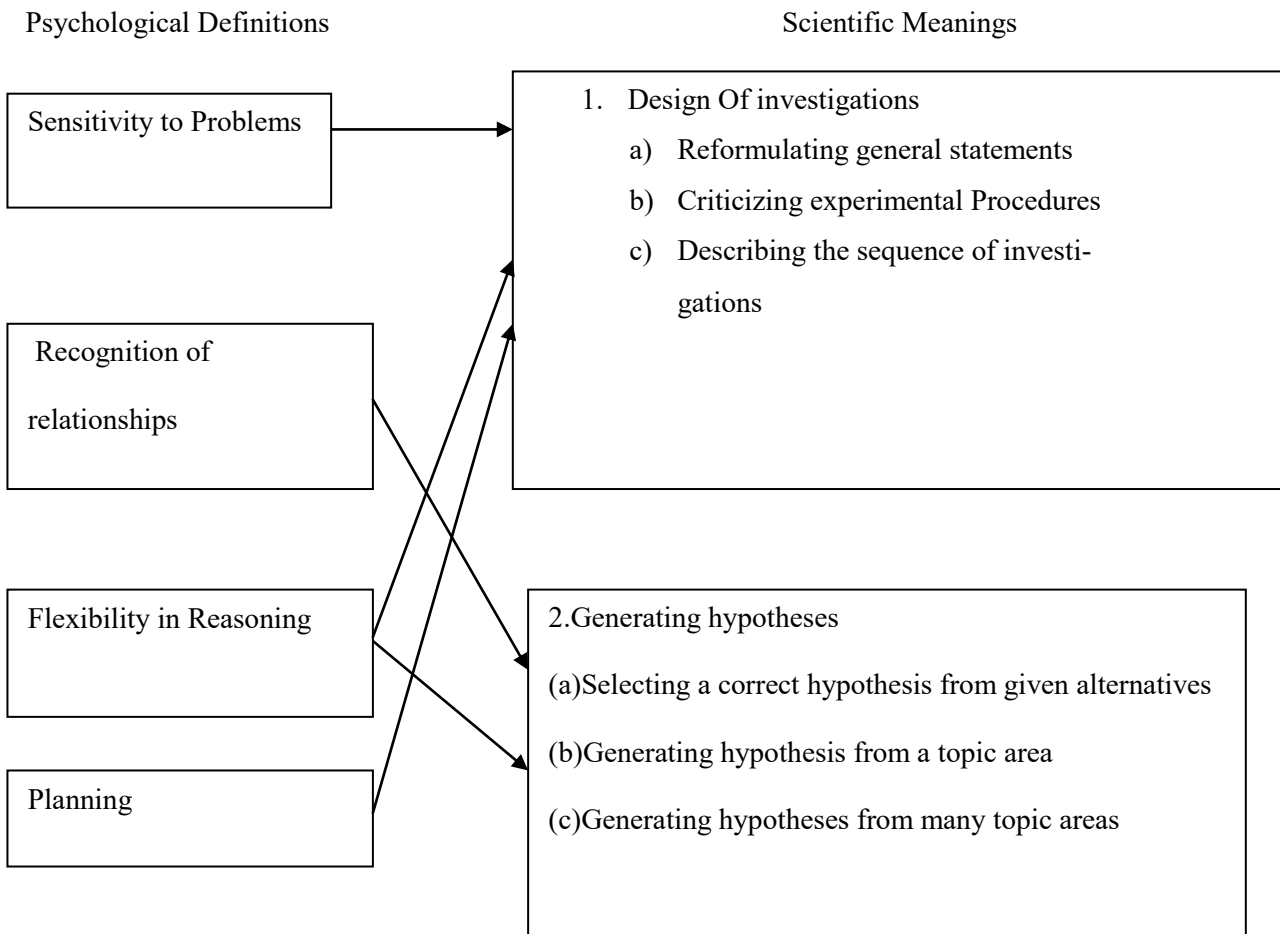 Psychological Definitions
Scientific Meanings
Sensitivity to Problems
1. Design Of investigations
a) Reformulating general statements
b) Criticizing experimental Procedures
c) Describing the sequence of investi-
gations
Recognition of
relationships
Flexibility in Reasoning
2.Generating hypotheses
(a)Selecting a correct hypothesis from given alternatives
(b)Generating hypothesis from a topic area
(c)Generating hypotheses from many topic areas
Planning